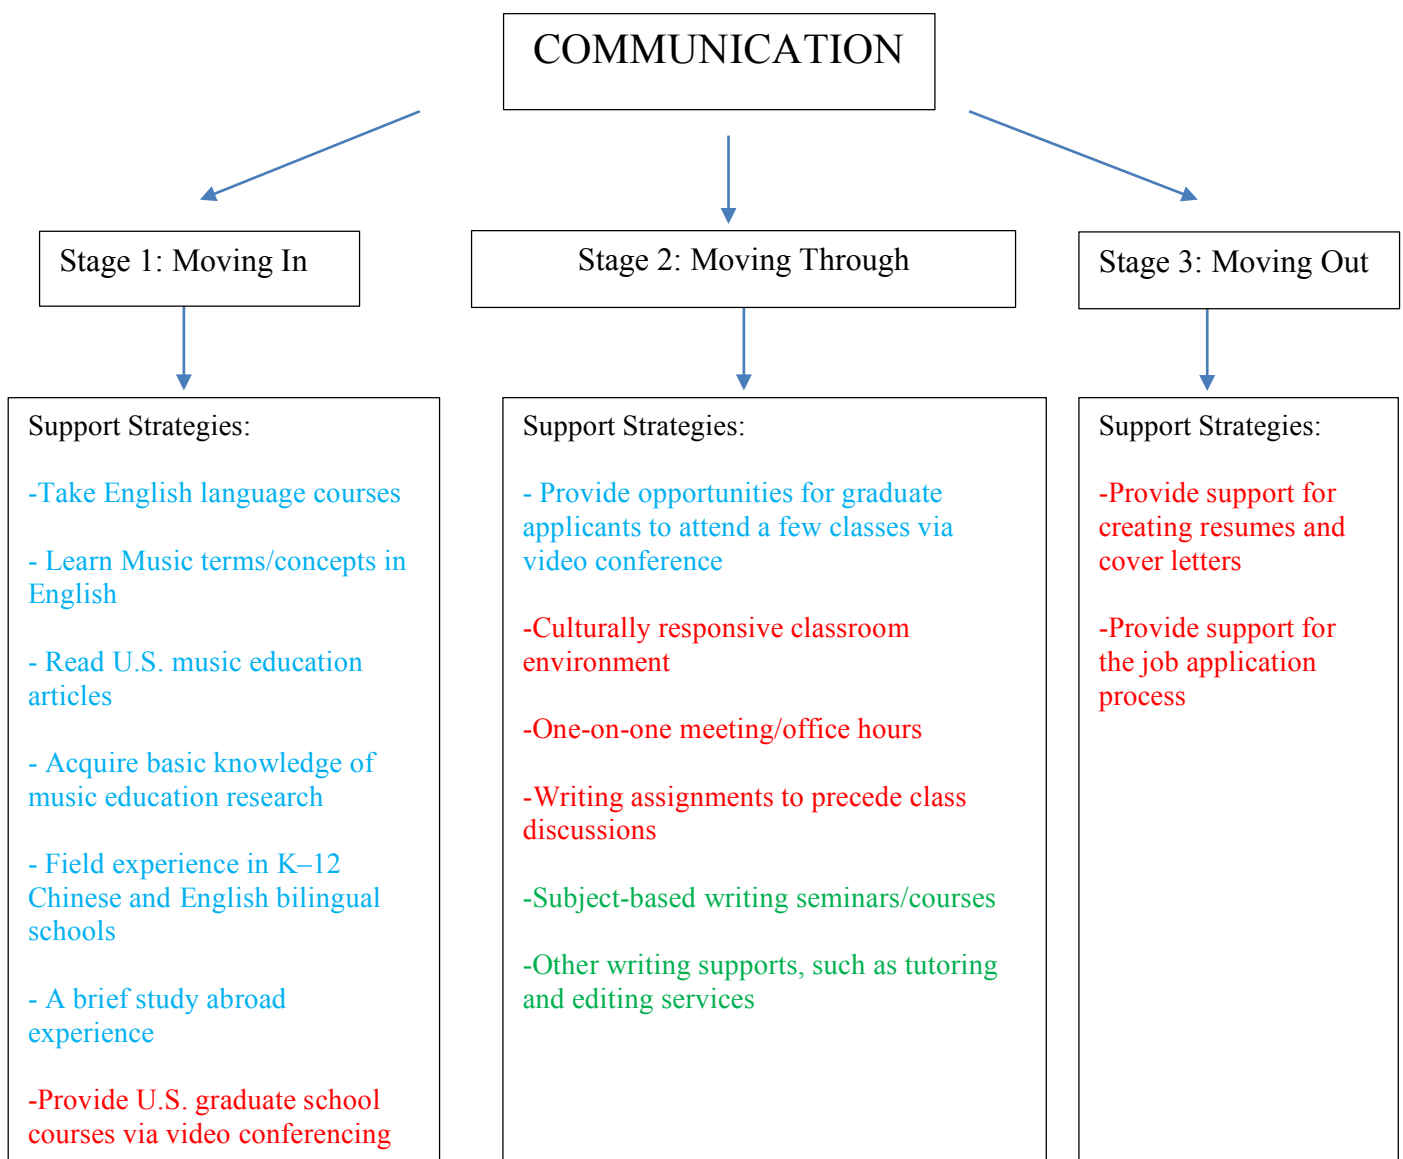 COMMUNICATION
Stage 1: Moving In
Stage 2: Moving Through
Stage 3: Moving Out
Support Strategies:
-Take English language courses
- Learn Music terms/concepts in
English
- Read U.S. music education
articles
- Acquire basic knowledge of
music education research
- Field experience in K–12
Chinese and English bilingual
schools
- A brief study abroad
experience
-Provide U.S. graduate school
courses via video conferencing
Support Strategies:
- Provide opportunities for graduate
applicants to attend a few classes via
video conference
-Culturally responsive classroom
environment
-One-on-one meeting/office hours
-Writing assignments to precede class
discussions
-Subject-based writing seminars/courses
-Other writing supports, such as tutoring
and editing services
Support Strategies:
-Provide support for
creating resumes and
cover letters
-Provide support for
the job application
process